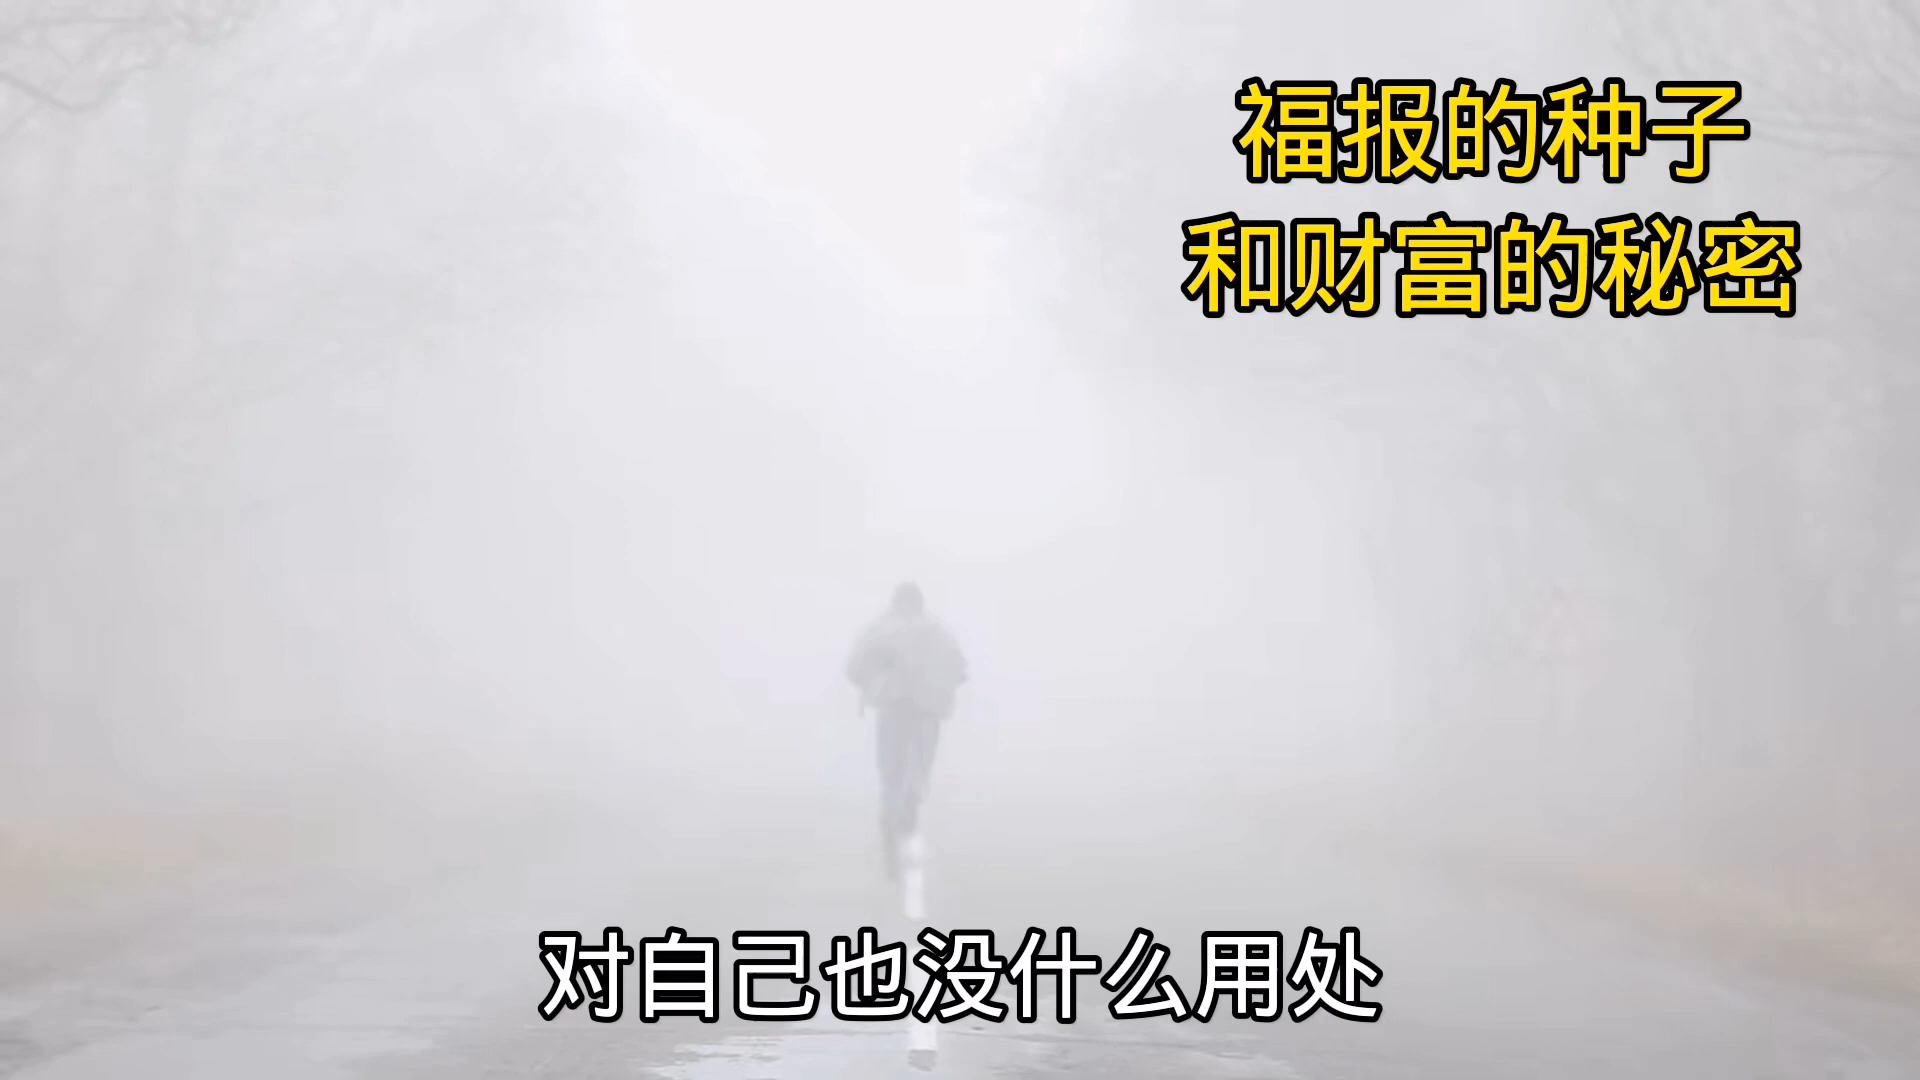 福报的种子
和财富的秘密
对自己也没什么用处